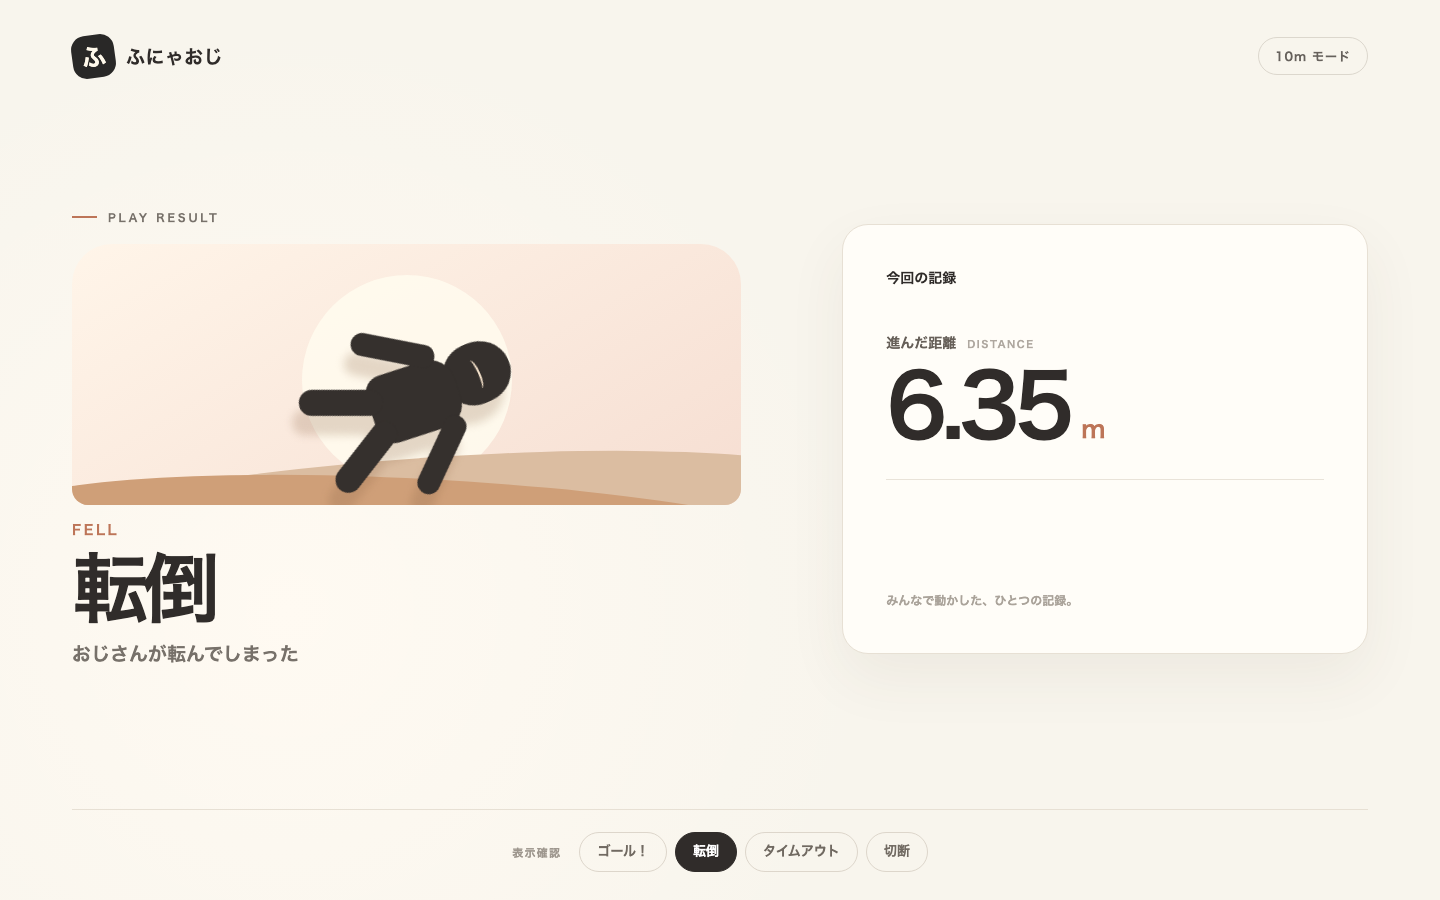 ふ ふにゃおじ
10m モード
PLAY RESULT
FELL
転倒
おじさんが転んでしまった
今回の記録
進んだ距離 DISTANCE
6.35 m
みんなで動かした、ひとつの記録。
表示確認 ゴール! 転倒 タイムアウト 切断